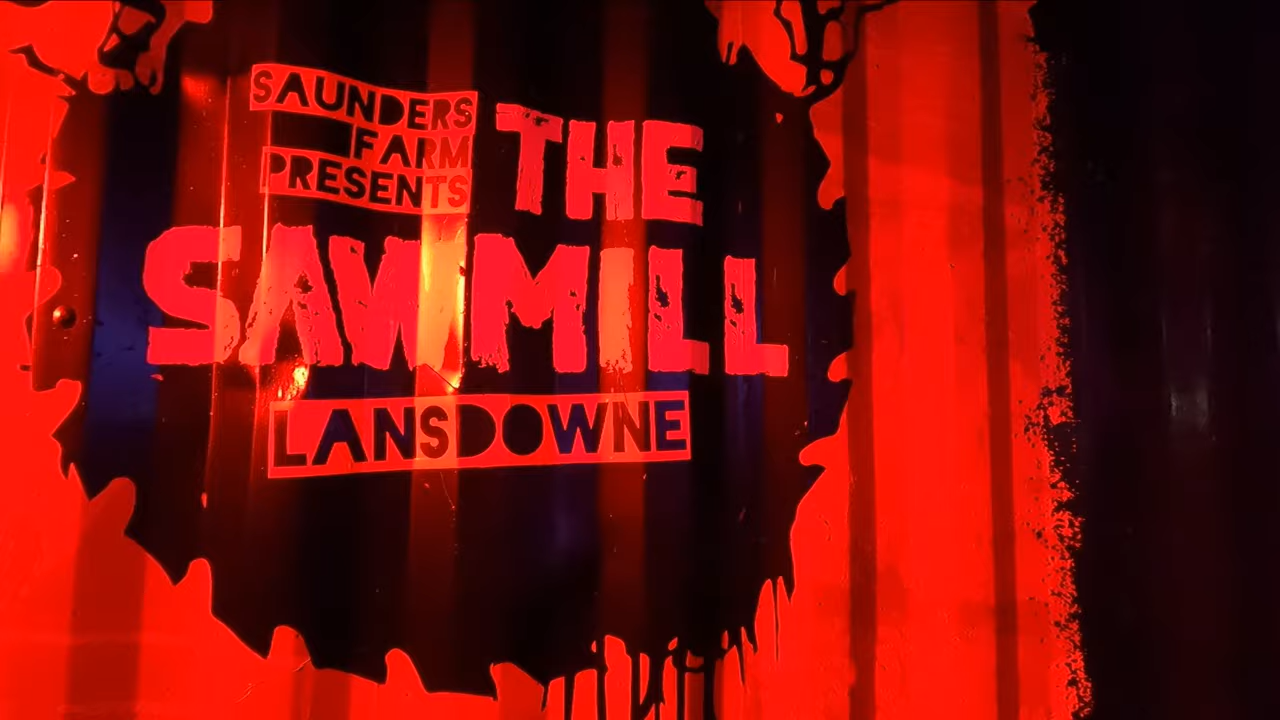 SAUNDERS
FARM
PRESENTS
THE
SAWMILL
LANSDOWNE